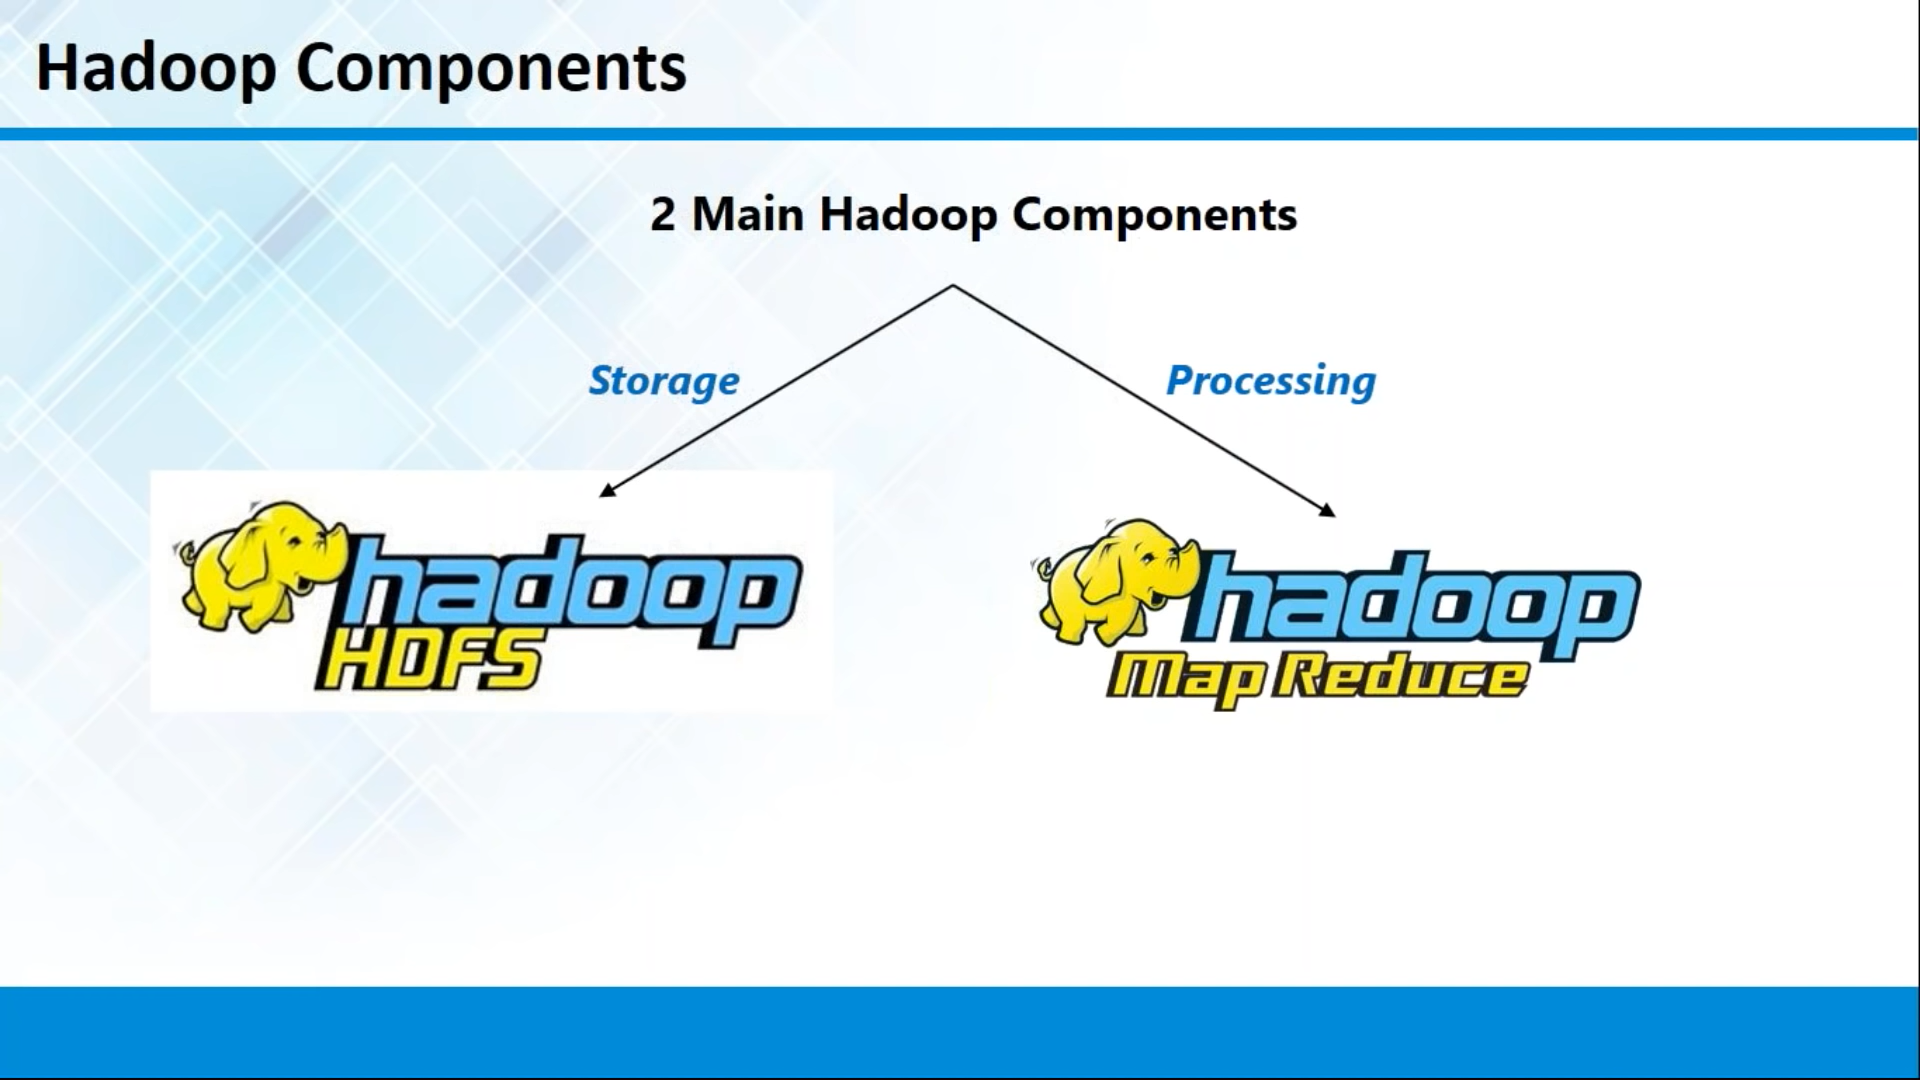 Hadoop Components
2 Main Hadoop Components
Storage
Processing
hadoop
HDFS
hadoop
Map Reduce